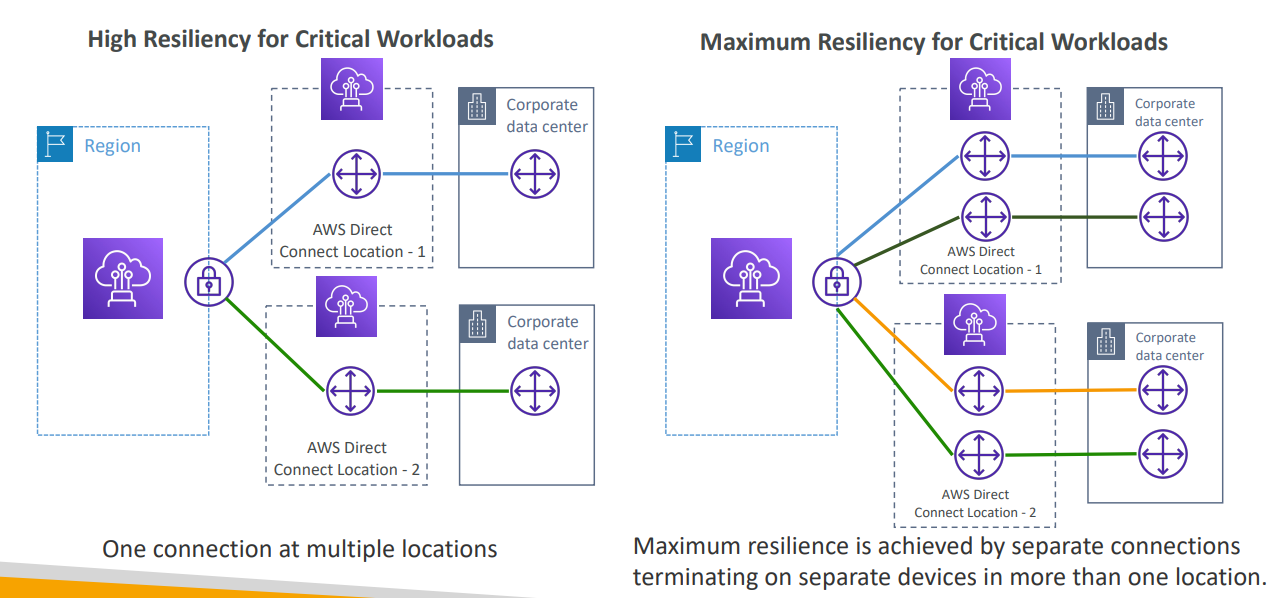 High Resiliency for Critical Workloads
Region
Corporate
data center
AWS Direct
Connect Location - 1
Corporate
data center
AWS Direct
Connect Location - 2
One connection at multiple locations
Maximum Resiliency for Critical Workloads
Region
Corporate
data center
AWS Direct
Connect Location - 1
Corporate
data center
AWS Direct
Connect Location - 2
Maximum resilience is achieved by separate connections
terminating on separate devices in more than one location.